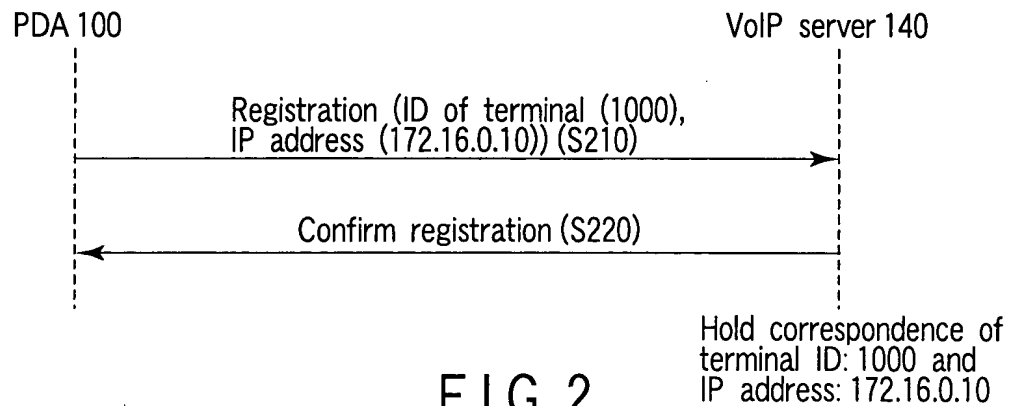 PDA 100
VoIP server 140
Registration (ID of terminal (1000),
IP address (172.16.0.10)) (S210)
Confirm registration (S220)
Hold correspondence of
terminal ID: 1000 and
IP address: 172.16.0.10
FIG. 2